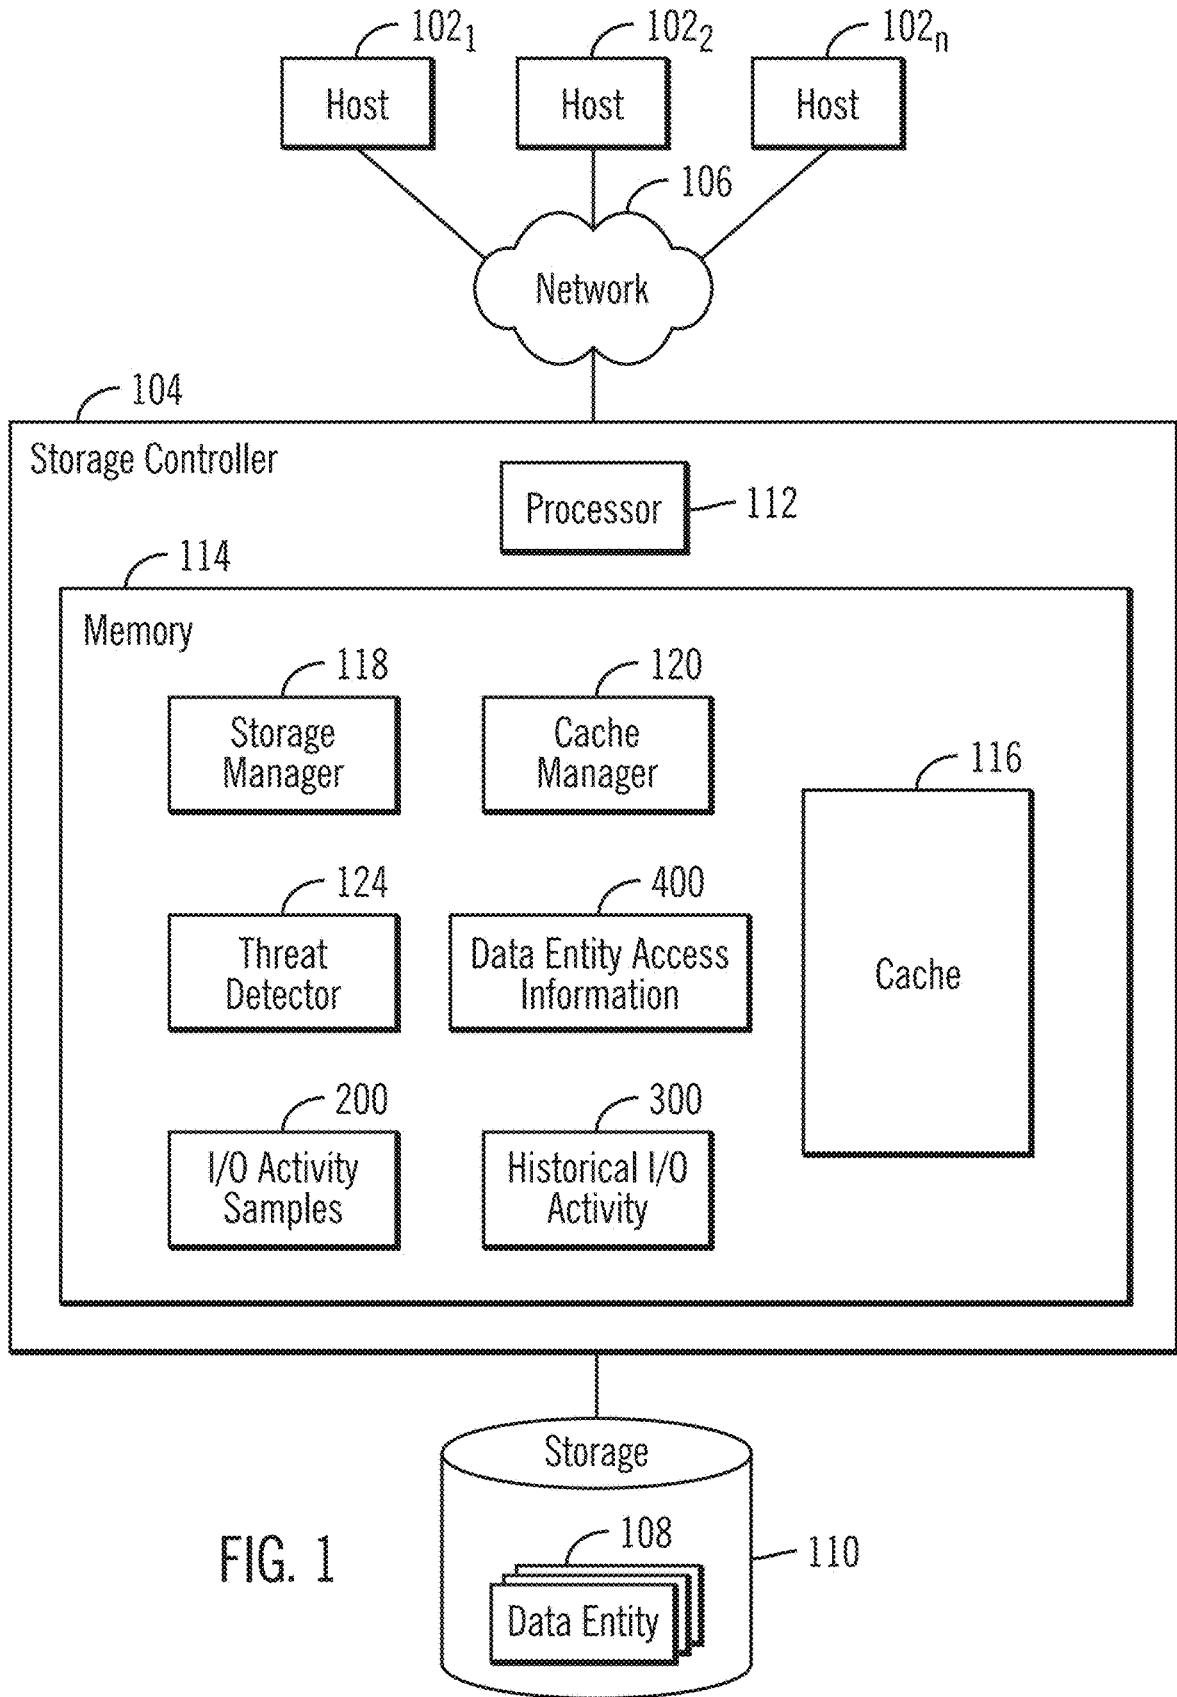 102₁ 102₂ 102ₙ
Host Host Host
106
Network
104
Storage Controller
Processor 112
114
Memory
118 120
Storage
Manager
Cache
Manager
116
Cache
124 400
Threat
Detector
Data Entity Access
Information
200 300
I/O Activity
Samples
Historical I/O
Activity
Storage
108
Data Entity
110
FIG. 1